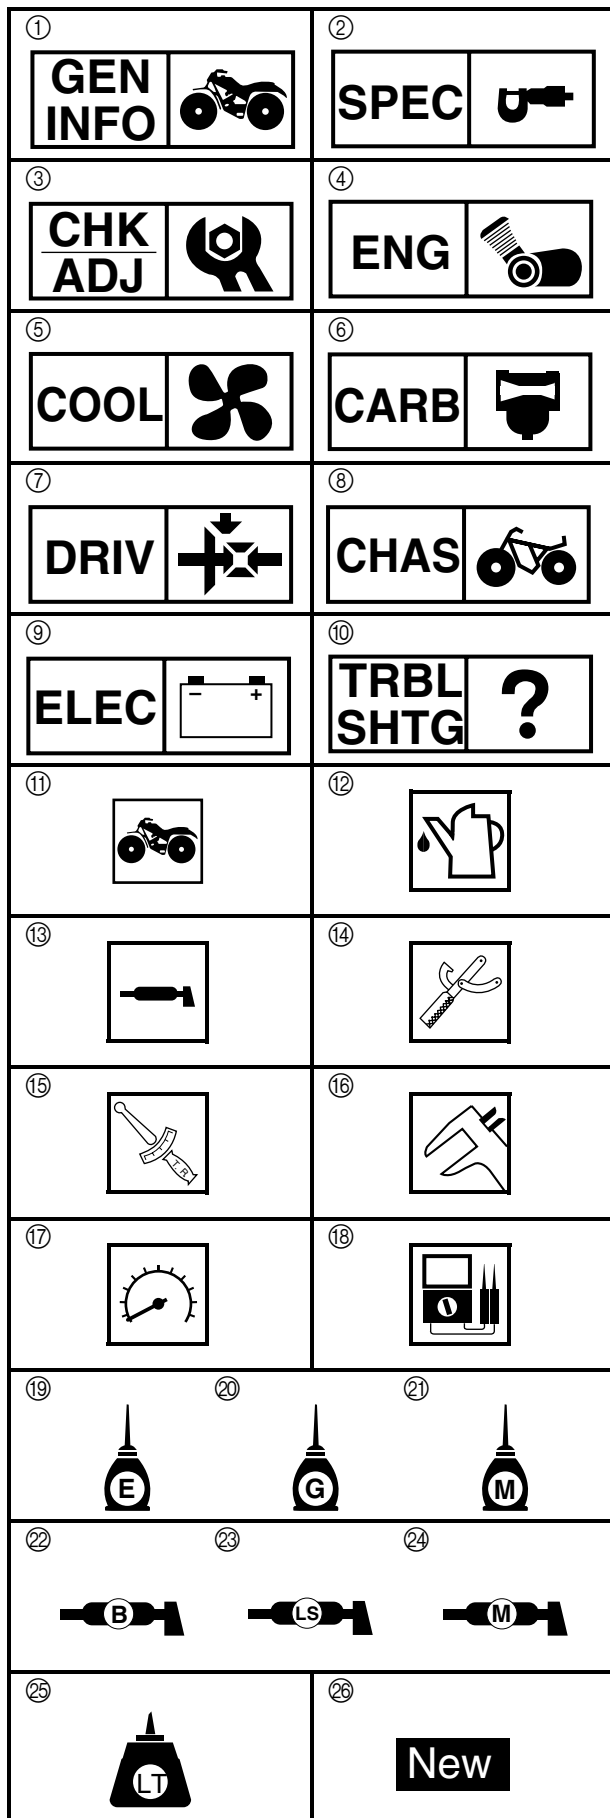 ① ②
GEN
INFO
SPEC
③ ④
CHK
ADJ
ENG
⑤ ⑥
COOL CARB
⑦ ⑧
DRIV CHAS
⑨ ⑩
ELEC
− +
TRBL
SHTG
?
⑪ ⑫
⑬ ⑭
⑮ ⑯
T.R
⑰ ⑱
⑲ ⑳ ㉑
E G M
㉒ ㉓ ㉔
B LS M
㉕ ㉖
LT New